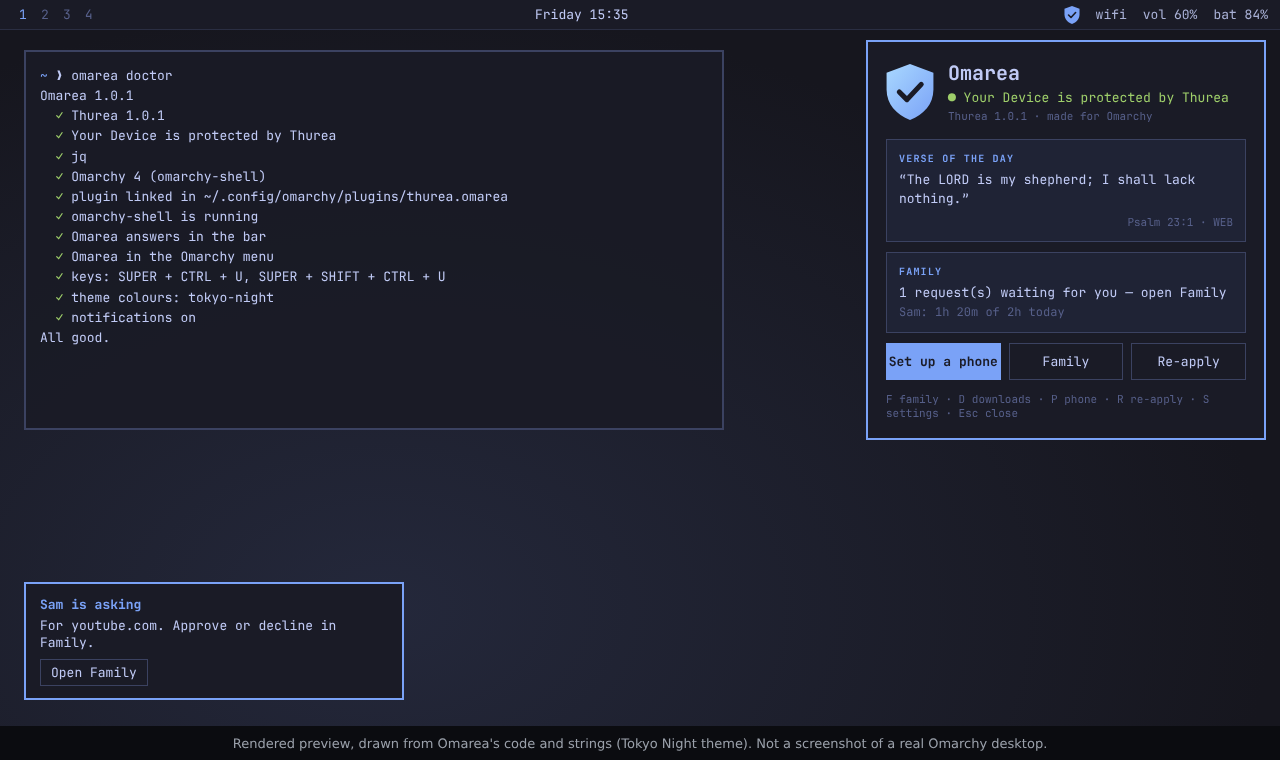 1 2 3 4
Friday 15:35
wifi vol 60% bat 84%
~ ❯ omarea doctor
Omarea 1.0.1
✓ Thurea 1.0.1
✓ Your Device is protected by Thurea
✓ jq
✓ Omarchy 4 (omarchy-shell)
✓ plugin linked in ~/.config/omarchy/plugins/thurea.omarea
✓ omarchy-shell is running
✓ Omarea answers in the bar
✓ Omarea in the Omarchy menu
✓ keys: SUPER + CTRL + U, SUPER + SHIFT + CTRL + U
✓ theme colours: tokyo-night
✓ notifications on
All good.
Omarea
Your Device is protected by Thurea
Thurea 1.0.1 · made for Omarchy
VERSE OF THE DAY
“The LORD is my shepherd; I shall lack
nothing.”
Psalm 23:1 · WEB
FAMILY
1 request(s) waiting for you — open Family
Sam: 1h 20m of 2h today
Set up a phone
Family
Re-apply
F family · D downloads · P phone · R re-apply · S
settings · Esc close
Sam is asking
For youtube.com. Approve or decline in
Family.
Open Family
Rendered preview, drawn from Omarea's code and strings (Tokyo Night theme). Not a screenshot of a real Omarchy desktop.